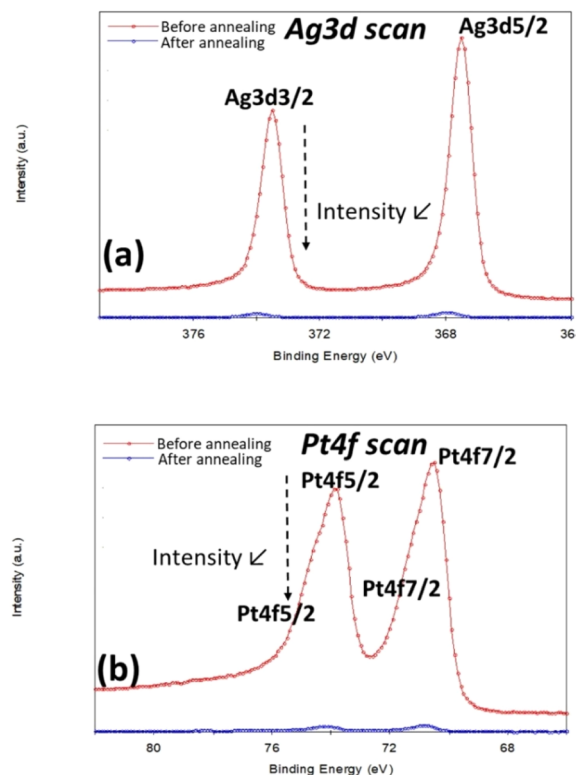 Before annealing
After annealing
Ag3d scan
Ag3d5/2
Ag3d3/2
Intensity ↙
(a)
Intensity (a.u.)
376
372
368
36
Binding Energy (eV)
Before annealing
After annealing
Pt4f scan
Pt4f5/2
Pt4f7/2
Intensity ↙
Pt4f5/2
Pt4f7/2
(b)
Intensity (a.u.)
80
76
72
68
Binding Energy (eV)